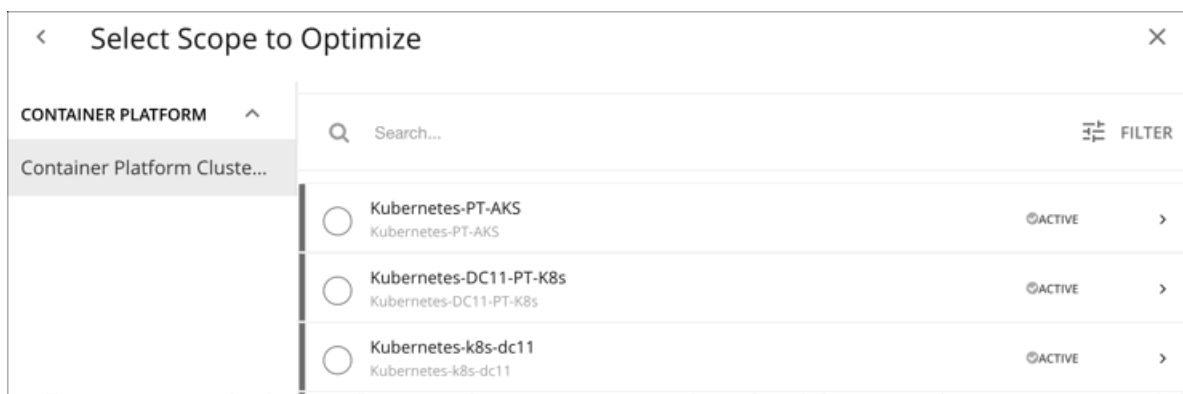 Select Scope to Optimize
CONTAINER PLATFORM
Container Platform Cluste...
Search...
FILTER
Kubernetes-PT-AKS
Kubernetes-PT-AKS
ACTIVE
Kubernetes-DC11-PT-K8s
Kubernetes-DC11-PT-K8s
ACTIVE
Kubernetes-k8s-dc11
Kubernetes-k8s-dc11
ACTIVE